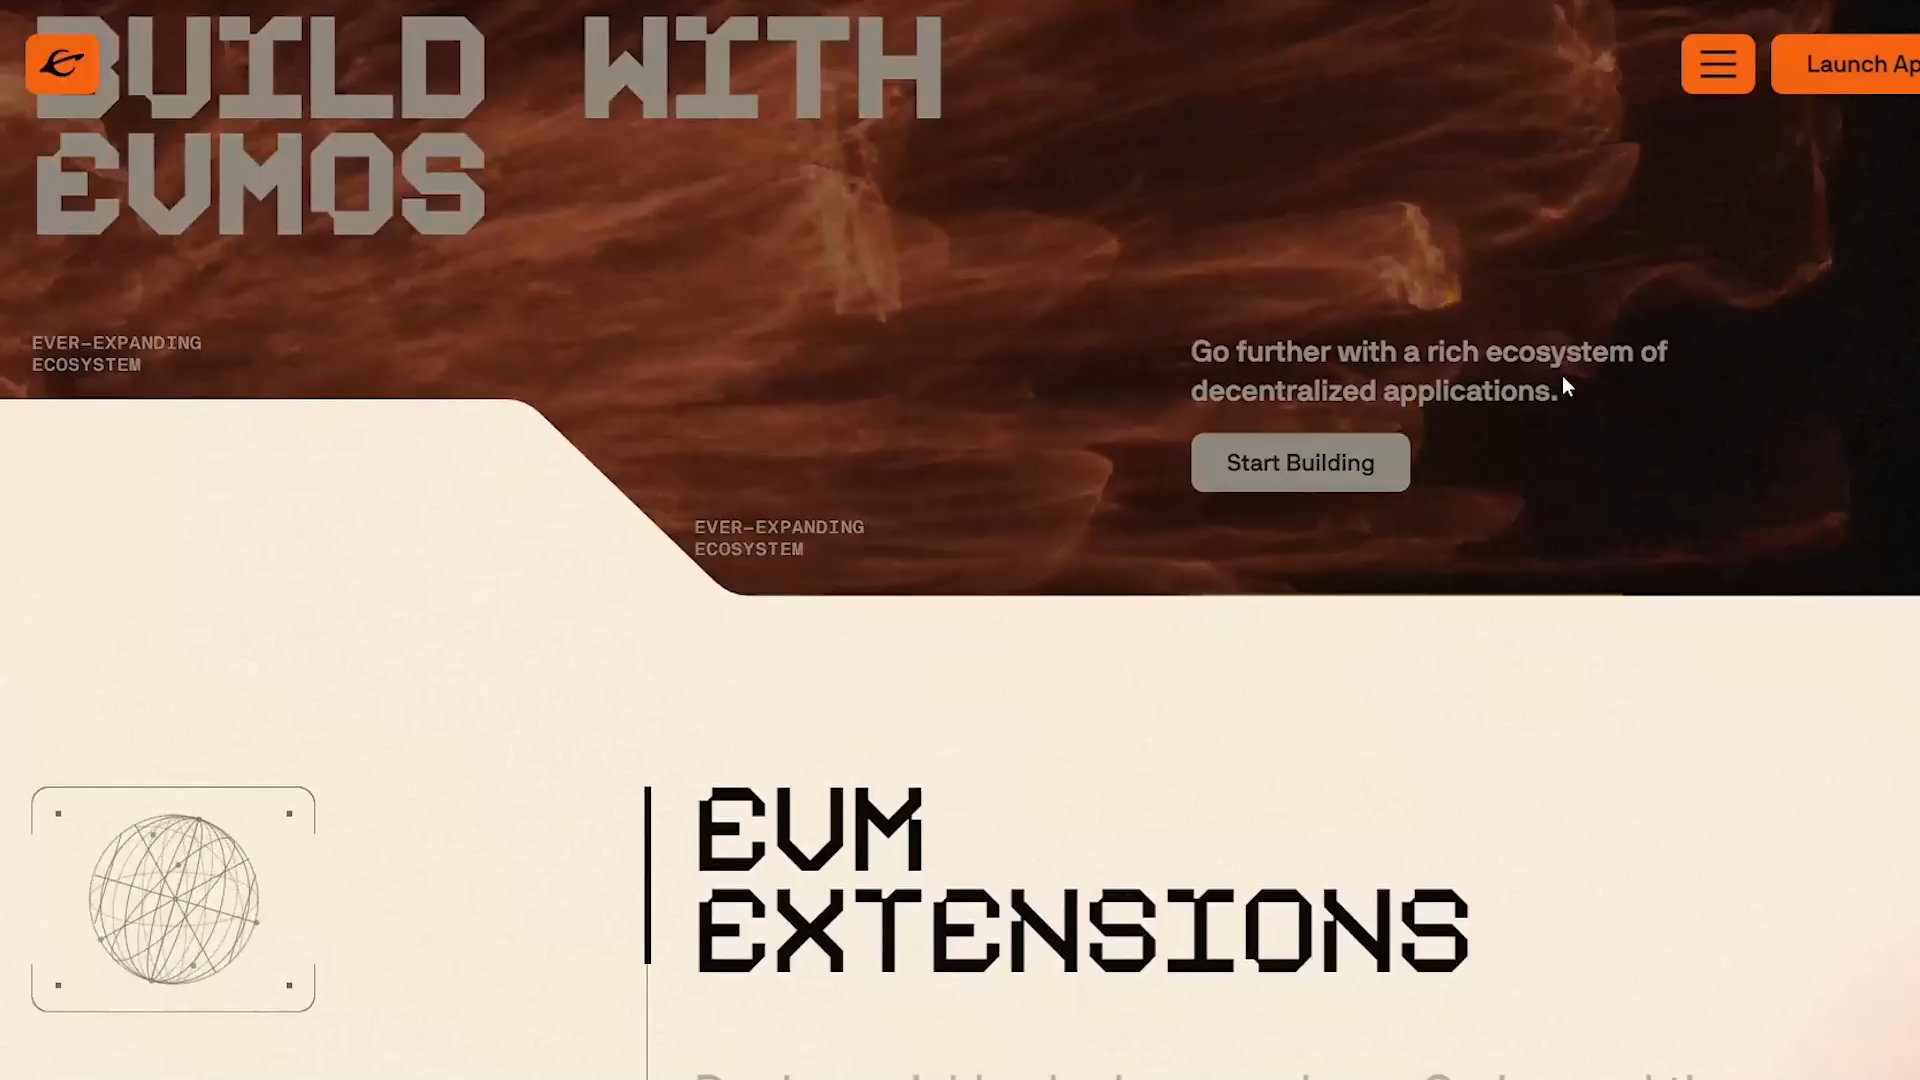 BUILD WITH
EVMOS
Launch Ap
EVER-EXPANDING
ECOSYSTEM
Go further with a rich ecosystem of
decentralized applications.
Start Building
EVER-EXPANDING
ECOSYSTEM
EVM
EXTENSIONS